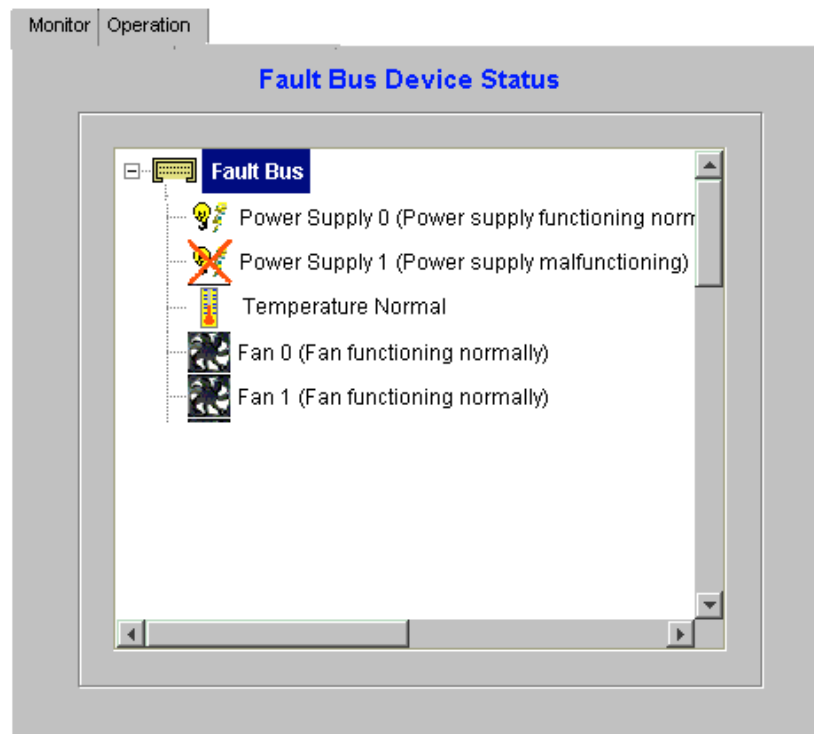 Monitor Operation
Fault Bus Device Status
Fault Bus
Power Supply 0 (Power supply functioning norm
Power Supply 1 (Power supply malfunctioning)
Temperature Normal
Fan 0 (Fan functioning normally)
Fan 1 (Fan functioning normally)